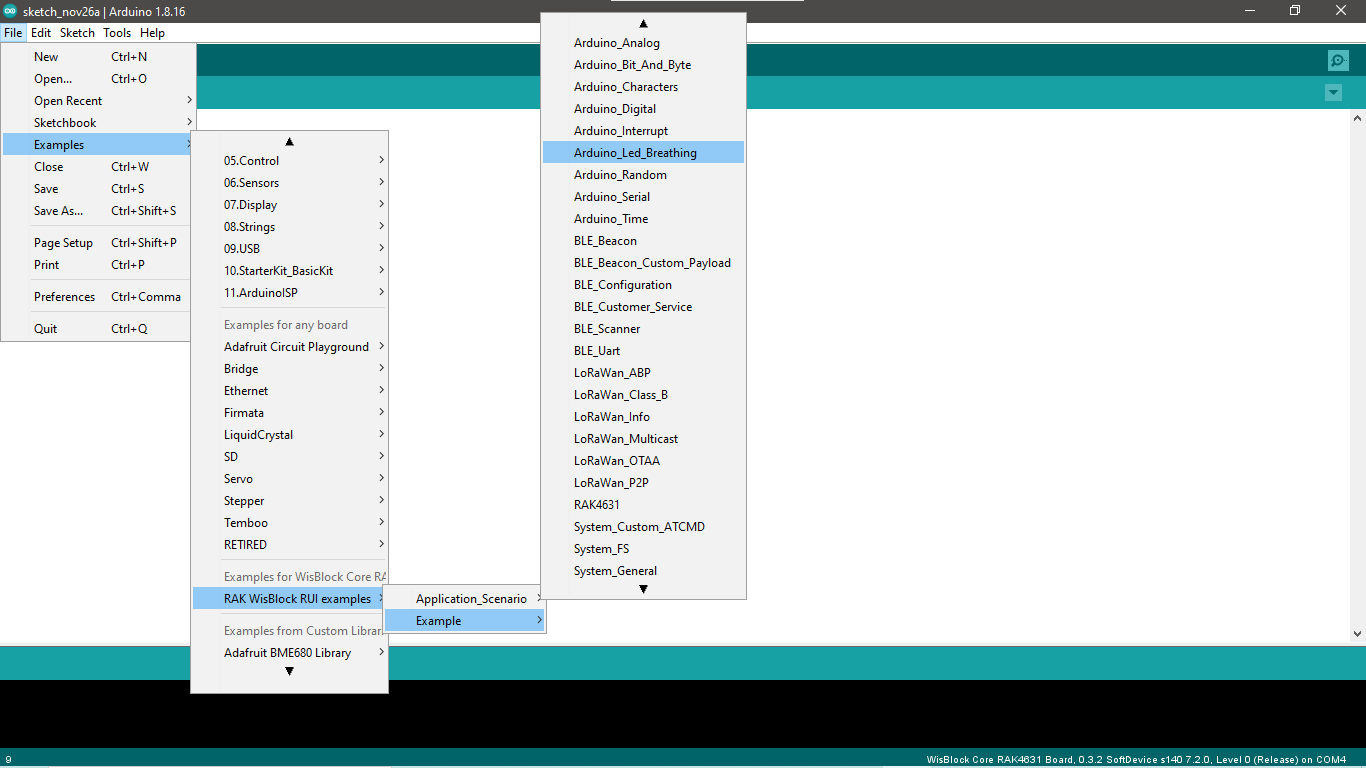 sketch_nov26a | Arduino 1.8.16
File Edit Sketch Tools Help
New Ctrl+N
Open... Ctrl+O
Open Recent
Sketchbook
Examples
Close Ctrl+W
Save Ctrl+S
Save As... Ctrl+Shift+S
Page Setup Ctrl+Shift+P
Print Ctrl+P
Preferences Ctrl+Comma
Quit Ctrl+Q
05.Control
06.Sensors
07.Display
08.Strings
09.USB
10.StarterKit_BasicKit
11.ArduinoISP
Examples for any board
Adafruit Circuit Playground
Bridge
Ethernet
Firmata
LiquidCrystal
SD
Servo
Stepper
Temboo
RETIRED
Examples for WisBlock Core RA
RAK WisBlock RUI examples
Examples from Custom Librar
Adafruit BME680 Library
Application_Scenario
Example
Arduino_Analog
Arduino_Bit_And_Byte
Arduino_Characters
Arduino_Digital
Arduino_Interrupt
Arduino_Led_Breathing
Arduino_Random
Arduino_Serial
Arduino_Time
BLE_Beacon
BLE_Beacon_Custom_Payload
BLE_Configuration
BLE_Customer_Service
BLE_Scanner
BLE_Uart
LoRaWan_ABP
LoRaWan_Class_B
LoRaWan_Info
LoRaWan_Multicast
LoRaWan_OTAA
LoRaWan_P2P
RAK4631
System_Custom_ATCMD
System_FS
System_General
9 WisBlock Core RAK4631 Board, 0.3.2 SoftDevice s140 7.2.0, Level 0 (Release) on COM4